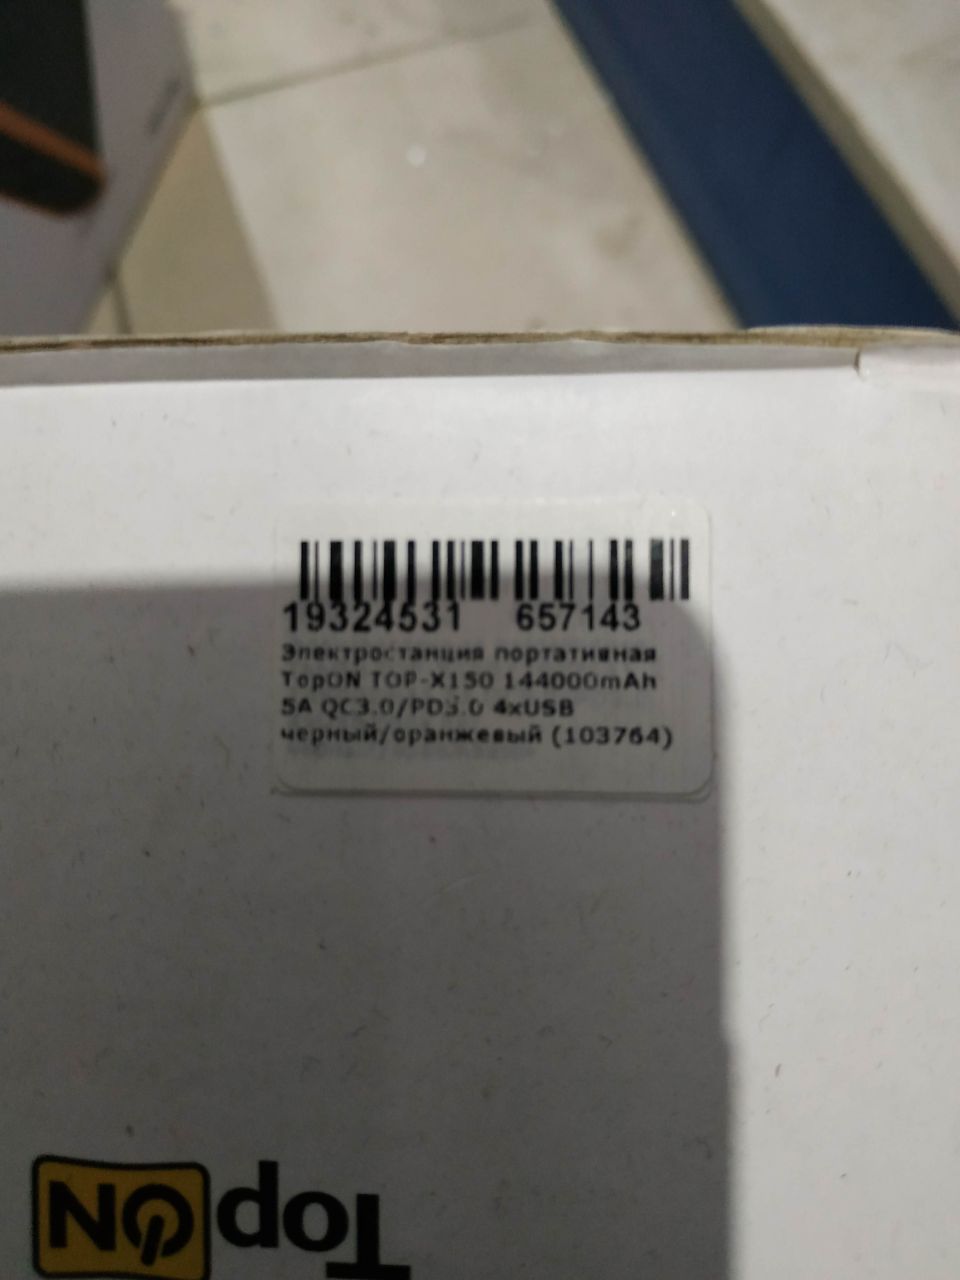 19324531 657143
Электростанция портативная
TopON TOP-X150 144000mAh
5A QC3.0/PD3.0 4xUSB
черный/оранжевый (103764)
TopON